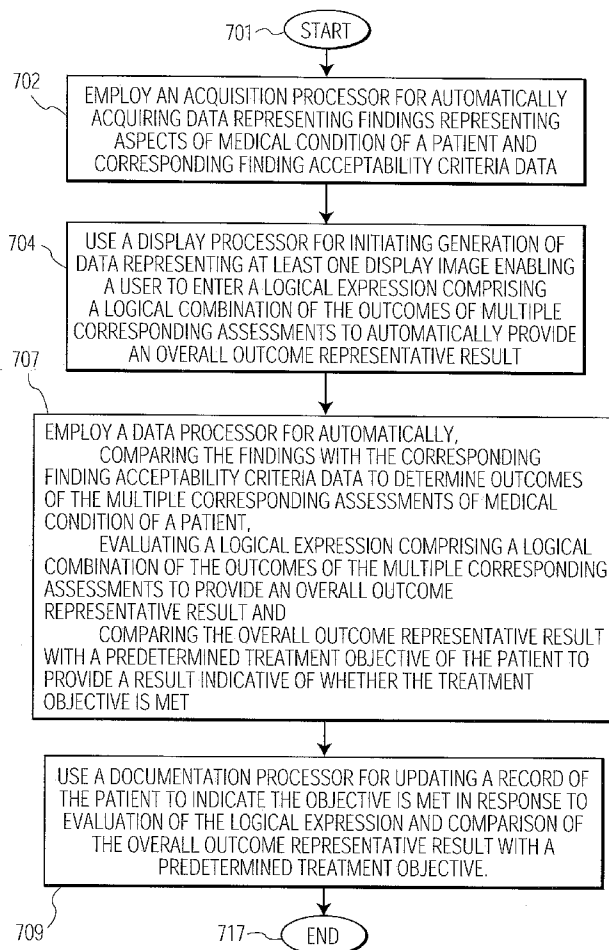 701
START
702
EMPLOY AN ACQUISITION PROCESSOR FOR AUTOMATICALLY
ACQUIRING DATA REPRESENTING FINDINGS REPRESENTING
ASPECTS OF MEDICAL CONDITION OF A PATIENT AND
CORRESPONDING FINDING ACCEPTABILITY CRITERIA DATA
704
USE A DISPLAY PROCESSOR FOR INITIATING GENERATION OF
DATA REPRESENTING AT LEAST ONE DISPLAY IMAGE ENABLING
A USER TO ENTER A LOGICAL EXPRESSION COMPRISING
A LOGICAL COMBINATION OF THE OUTCOMES OF MULTIPLE
CORRESPONDING ASSESSMENTS TO AUTOMATICALLY PROVIDE
AN OVERALL OUTCOME REPRESENTATIVE RESULT
707
EMPLOY A DATA PROCESSOR FOR AUTOMATICALLY,
COMPARING THE FINDINGS WITH THE CORRESPONDING
FINDING ACCEPTABILITY CRITERIA DATA TO DETERMINE OUTCOMES
OF THE MULTIPLE CORRESPONDING ASSESSMENTS OF MEDICAL
CONDITION OF A PATIENT,
EVALUATING A LOGICAL EXPRESSION COMPRISING A LOGICAL
COMBINATION OF THE OUTCOMES OF THE MULTIPLE CORRESPONDING
ASSESSMENTS TO PROVIDE AN OVERALL OUTCOME
REPRESENTATIVE RESULT AND
COMPARING THE OVERALL OUTCOME REPRESENTATIVE RESULT
WITH A PREDETERMINED TREATMENT OBJECTIVE OF THE PATIENT TO
PROVIDE A RESULT INDICATIVE OF WHETHER THE TREATMENT
OBJECTIVE IS MET
USE A DOCUMENTATION PROCESSOR FOR UPDATING A RECORD OF
THE PATIENT TO INDICATE THE OBJECTIVE IS MET IN RESPONSE TO
EVALUATION OF THE LOGICAL EXPRESSION AND COMPARISON OF
THE OVERALL OUTCOME REPRESENTATIVE RESULT WITH A
PREDETERMINED TREATMENT OBJECTIVE.
709
717
END